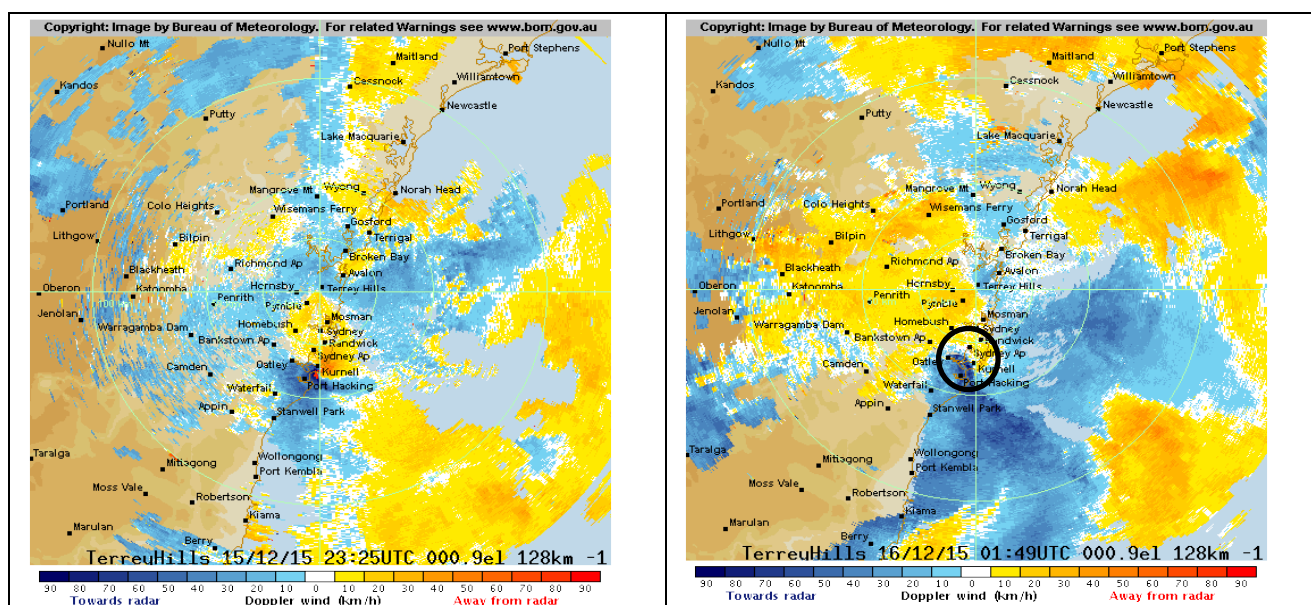 Copyright: Image by Bureau of Meteorology. For related Warnings see www.bom.gov.au
Nullo Mt
Port Stephens
Maitland
Kandos
Cessnock
Williamtown
Newcastle
Putty
Lake Macquarie
Mangrove Mt
Wyong
Norah Head
Portland
Colo Heights
Wisemans Ferry
Gosford
Terrigal
Lithgow
Bilpin
Broken Bay
Richmond Ap
Avalon
Blackheath
Oberon
Katoomba
Hornsby
Terrey Hills
Penrith
Pymble
Jenolan
Mosman
Warragamba Dam
Homebush
Sydney
Randwick
Bankstown Ap
Sydney Ap
Oatley
Kurnell
Camden
Port Hacking
Waterfall
Appin
Stanwell Park
Taralga
Mittagong
Wollongong
Port Kembla
Moss Vale
Robertson
Kiama
Marulan
Berry
TerreyHills 15/12/15 23:25UTC 000.9el 128km -1
90 80 70 60 50 40 30 20 10 0 10 20 30 40 50 60 70 80 90
Towards radar Doppler wind (km/h) Away from radar
Copyright: Image by Bureau of Meteorology. For related Warnings see www.bom.gov.au
Nullo Mt
Port Stephens
Maitland
Kandos
Cessnock
Williamtown
Newcastle
Putty
Lake Macquarie
Mangrove Mt
Wyong
Norah Head
Portland
Colo Heights
Wisemans Ferry
Gosford
Terrigal
Lithgow
Bilpin
Broken Bay
Richmond Ap
Avalon
Blackheath
Oberon
Katoomba
Hornsby
Terrey Hills
Penrith
Pymble
Jenolan
Mosman
Warragamba Dam
Homebush
Sydney
Randwick
Bankstown Ap
Sydney Ap
Oatley
Kurnell
Camden
Port Hacking
Waterfall
Appin
Stanwell Park
Taralga
Mittagong
Wollongong
Port Kembla
Moss Vale
Robertson
Kiama
Marulan
Berry
TerreyHills 16/12/15 01:49UTC 000.9el 128km -1
90 80 70 60 50 40 30 20 10 0 10 20 30 40 50 60 70 80 90
Towards radar Doppler wind (km/h) Away from radar